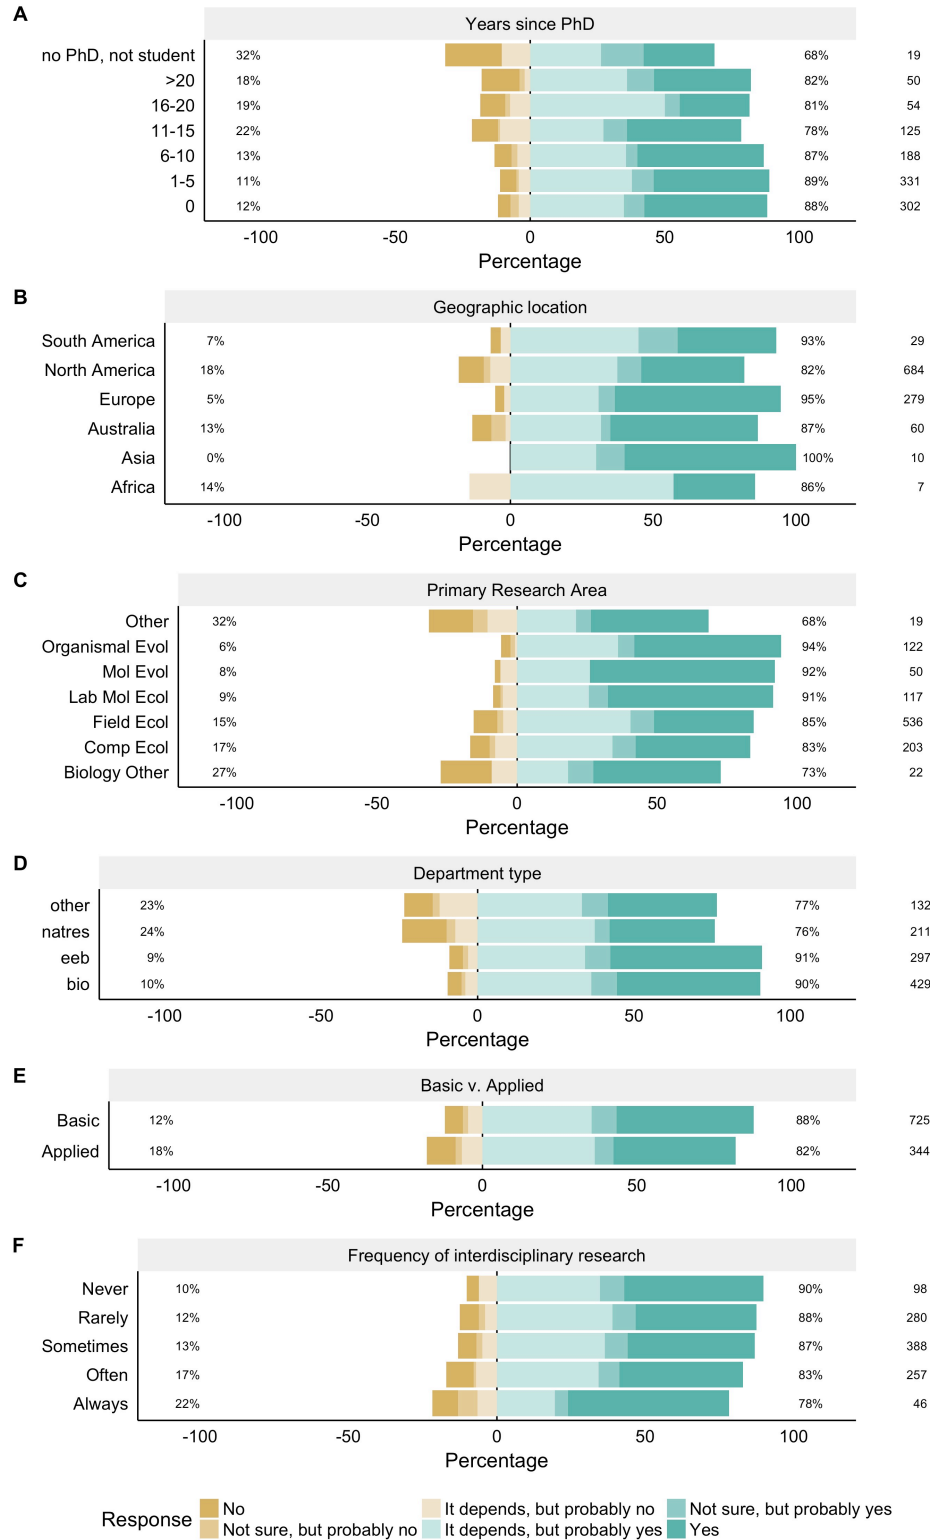 A
Years since PhD
no PhD, not student 32% 68% 19
>20 18% 82% 50
16-20 19% 81% 54
11-15 22% 78% 125
6-10 13% 87% 188
1-5 11% 89% 331
0 12% 88% 302
-100 -50 0 50 100
Percentage
B
Geographic location
South America 7% 93% 29
North America 18% 82% 684
Europe 5% 95% 279
Australia 13% 87% 60
Asia 0% 100% 10
Africa 14% 86% 7
-100 -50 0 50 100
Percentage
C
Primary Research Area
Other 32% 68% 19
Organismal Evol 6% 94% 122
Mol Evol 8% 92% 50
Lab Mol Ecol 9% 91% 117
Field Ecol 15% 85% 536
Comp Ecol 17% 83% 203
Biology Other 27% 73% 22
-100 -50 0 50 100
Percentage
D
Department type
other 23% 77% 132
natres 24% 76% 211
eeb 9% 91% 297
bio 10% 90% 429
-100 -50 0 50 100
Percentage
E
Basic v. Applied
Basic 12% 88% 725
Applied 18% 82% 344
-100 -50 0 50 100
Percentage
F
Frequency of interdisciplinary research
Never 10% 90% 98
Rarely 12% 88% 280
Sometimes 13% 87% 388
Often 17% 83% 257
Always 22% 78% 46
-100 -50 0 50 100
Percentage
Response
No It depends, but probably no Not sure, but probably yes
Not sure, but probably no It depends, but probably yes Yes